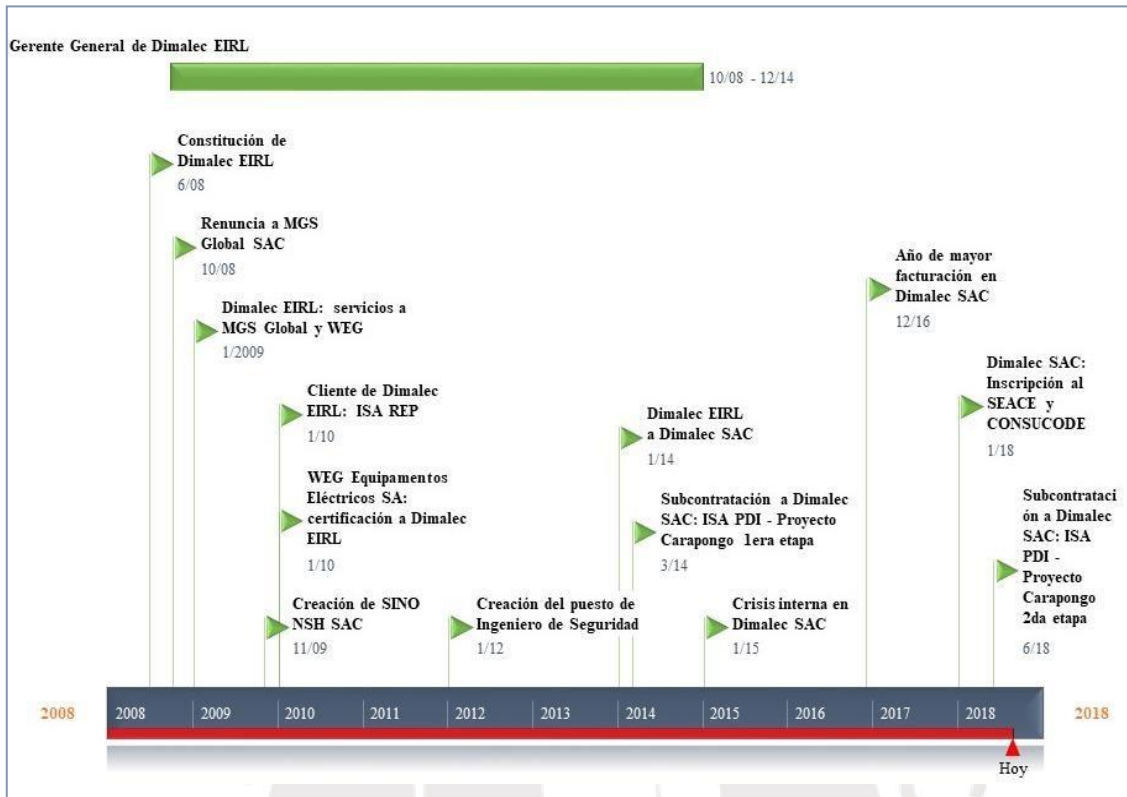 Gerente General de Dimalec EIRL
10/08 - 12/14
Constitución de
Dimalec EIRL
6/08
Renuncia a MGS
Global SAC
10/08
Dimalec EIRL: servicios a
MGS Global y WEG
1/2009
Cliente de Dimalec
EIRL: ISA REP
1/10
WEG Equipamentos
Eléctricos SA:
certificación a Dimalec
EIRL
1/10
Creación de SINO
NSH SAC
11/09
Creación del puesto de
Ingeniero de Seguridad
1/12
Dimalec EIRL
a Dimalec SAC
1/14
Subcontratación a Dimalec
SAC: ISA PDI - Proyecto
Carapongo 1era etapa
3/14
Crisis interna en
Dimalec SAC
1/15
Año de mayor
facturación en
Dimalec SAC
12/16
Dimalec SAC:
Inscripción al
SEACE y
CONSUCODE
1/18
Subcontrataci
ón a Dimalec
SAC: ISA
PDI -
Proyecto
Carapongo
2da etapa
6/18
2008
2008 2009 2010 2011 2012 2013 2014 2015 2016 2017 2018
2018
Hoy